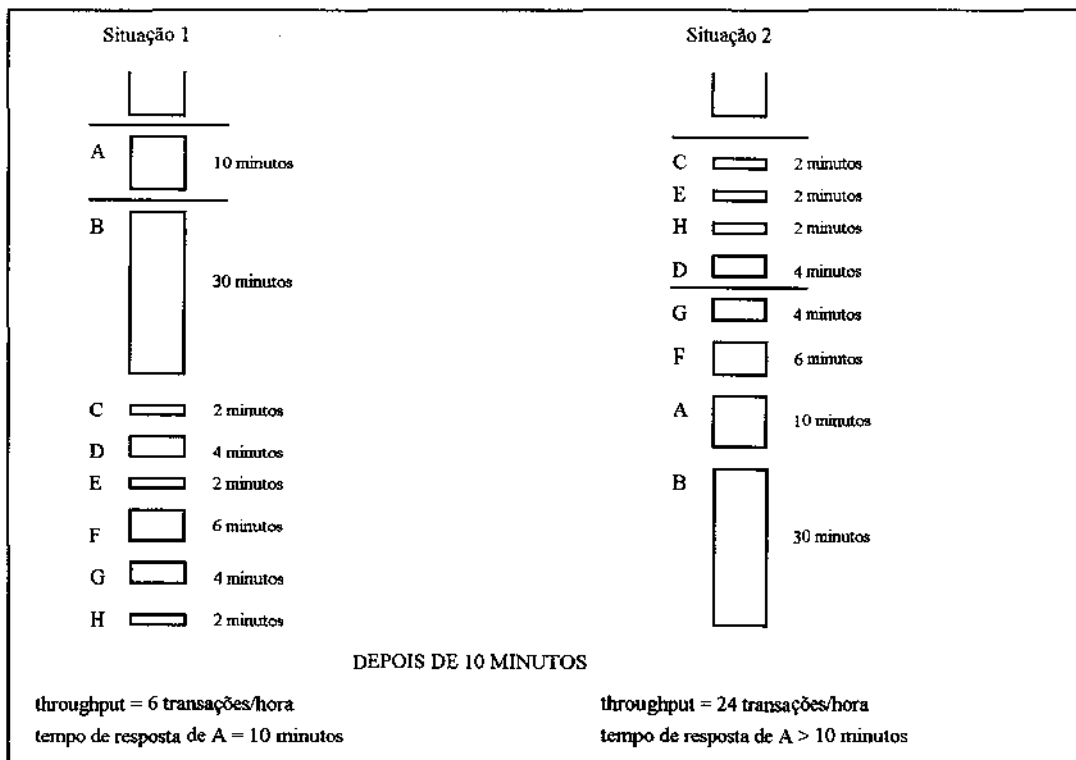 Situação 1
A
10 minutos
B
30 minutos
C
2 minutos
D
4 minutos
E
2 minutos
F
6 minutos
G
4 minutos
H
2 minutos
Situação 2
C
2 minutos
E
2 minutos
H
2 minutos
D
4 minutos
G
4 minutos
F
6 minutos
A
10 minutos
B
30 minutos
DEPOIS DE 10 MINUTOS
throughput = 6 transações/hora
tempo de resposta de A = 10 minutos
throughput = 24 transações/hora
tempo de resposta de A > 10 minutos